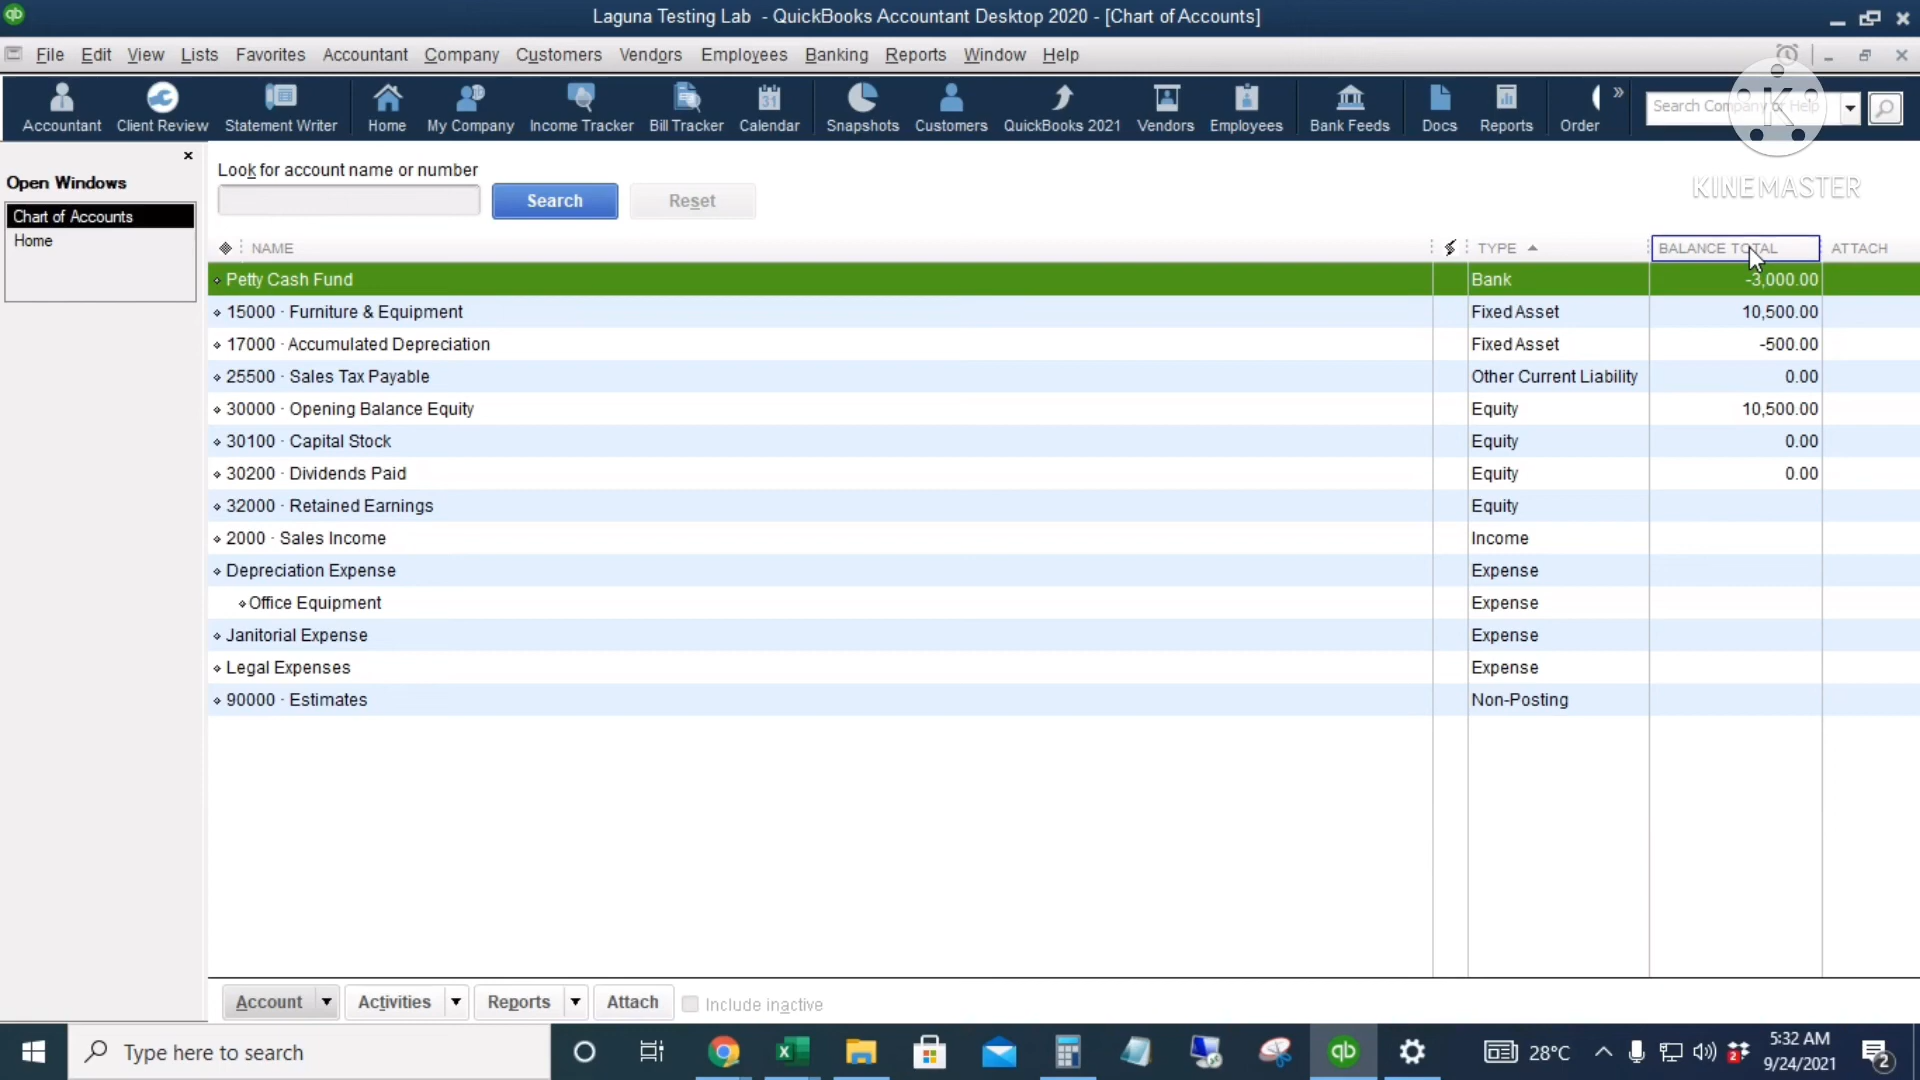 Laguna Testing Lab - QuickBooks Accountant Desktop 2020 - [Chart of Accounts]
File Edit View Lists Favorites Accountant Company Customers Vendors Employees Banking Reports Window Help
Accountant Client Review Statement Writer Home My Company Income Tracker Bill Tracker Calendar Snapshots Customers QuickBooks 2021 Vendors Employees Bank Feeds Docs Reports Order
Search Company or Help
KINEMASTER
Open Windows
Chart of Accounts
Home
Look for account name or number
Search Reset
NAME TYPE BALANCE TOTAL ATTACH
Petty Cash Fund Bank -3,000.00
15000 · Furniture & Equipment Fixed Asset 10,500.00
17000 · Accumulated Depreciation Fixed Asset -500.00
25500 · Sales Tax Payable Other Current Liability 0.00
30000 · Opening Balance Equity Equity 10,500.00
30100 · Capital Stock Equity 0.00
30200 · Dividends Paid Equity 0.00
32000 · Retained Earnings Equity
2000 · Sales Income Income
Depreciation Expense Expense
Office Equipment Expense
Janitorial Expense Expense
Legal Expenses Expense
90000 · Estimates Non-Posting
Account Activities Reports Attach Include inactive
Type here to search
28°C
5:32 AM
9/24/2021
2